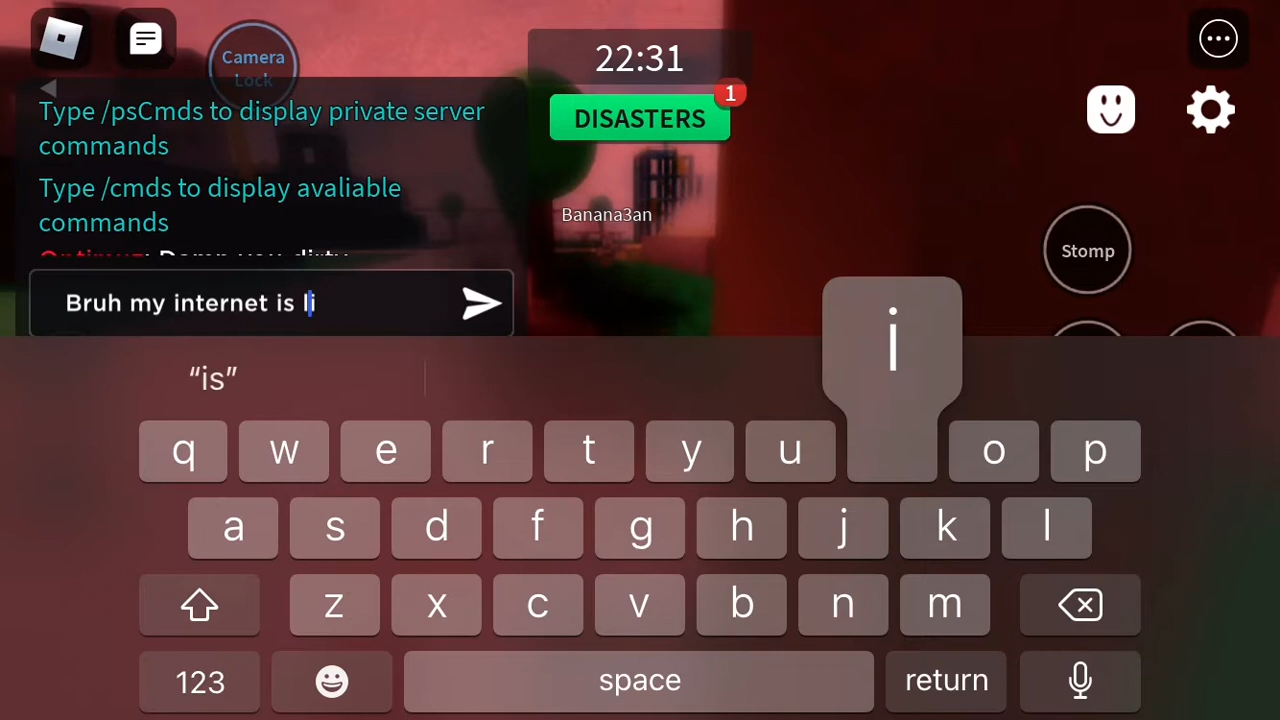 Camera
Lock
22:31
1
DISASTERS
Type /psCmds to display private server
commands
Type /cmds to display avaliable
commands
Banana3an
Stomp
Bruh my internet is li
“is”
i
q w e r t y u o p
a s d f g h j k l
z x c v b n m
123 space return